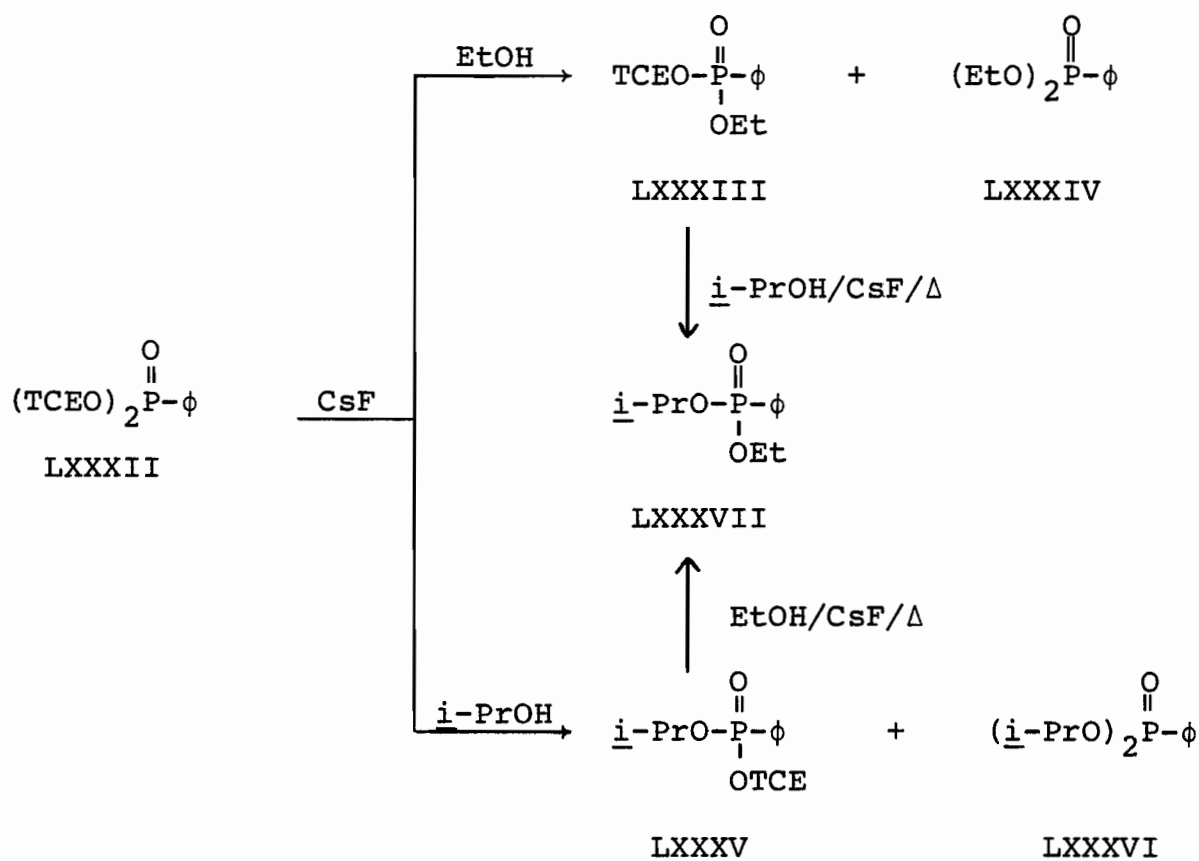 EtOH
O
TCEO-P-ϕ
OEt
LXXXIII
+
O
(EtO)2P-ϕ
LXXXIV
i-PrOH/CsF/Δ
O
(TCEO)2P-ϕ
LXXXII
CsF
O
i-PrO-P-ϕ
OEt
LXXXVII
EtOH/CsF/Δ
i-PrOH
O
i-PrO-P-ϕ
OTCE
LXXXV
+
O
(i-PrO)2P-ϕ
LXXXVI